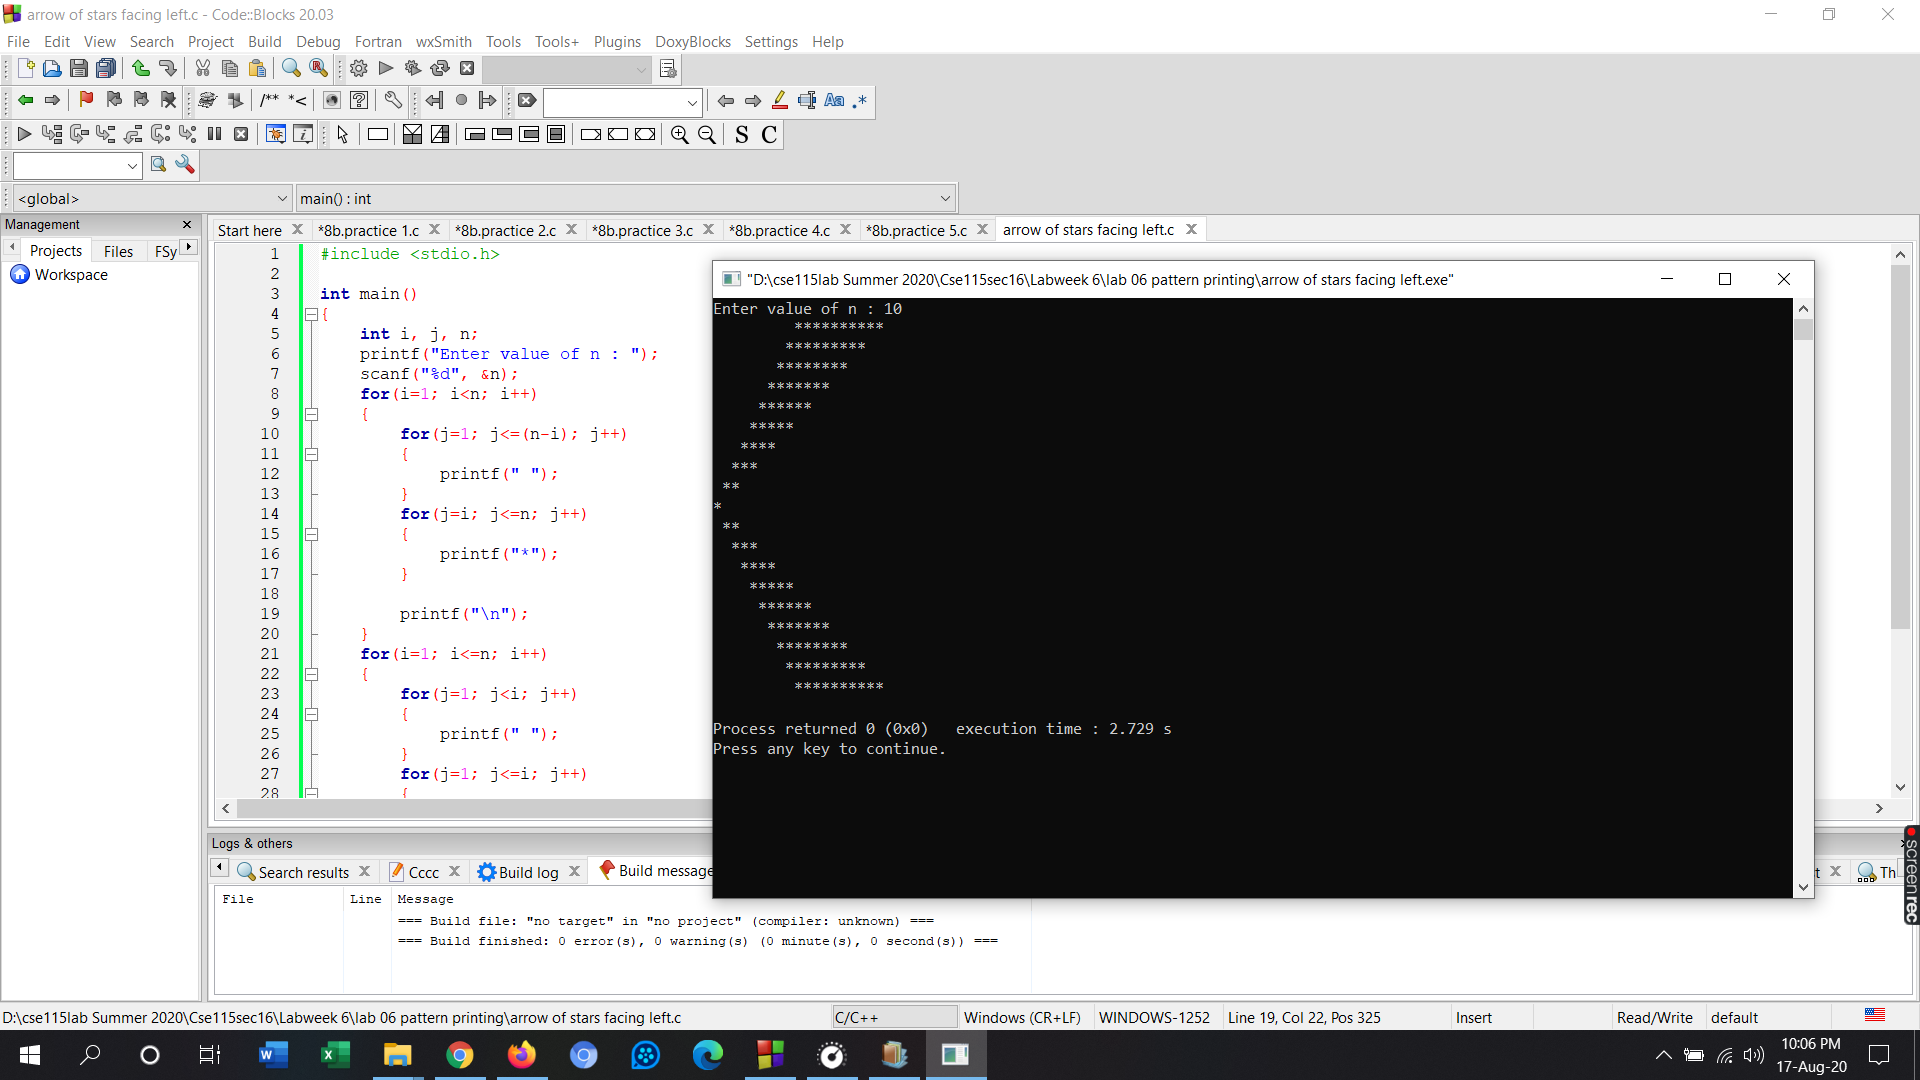 arrow of stars facing left.c - Code::Blocks 20.03
File Edit View Search Project Build Debug Fortran wxSmith Tools Tools+ Plugins DoxyBlocks Settings Help
/** *<
Aa .*
S C
<global>
main() : int
Management
Projects Files FSy
Workspace
Start here *8b.practice 1.c *8b.practice 2.c *8b.practice 3.c *8b.practice 4.c *8b.practice 5.c arrow of stars facing left.c
1 #include <stdio.h>
2
3 int main()
4 {
5     int i, j, n;
6     printf("Enter value of n : ");
7     scanf("%d", &n);
8     for(i=1; i<n; i++)
9     {
10         for(j=1; j<=(n-i); j++)
11         {
12             printf(" ");
13         }
14         for(j=i; j<=n; j++)
15         {
16             printf("*");
17         }
18
19         printf("\n");
20     }
21     for(i=1; i<=n; i++)
22     {
23         for(j=1; j<i; j++)
24         {
25             printf(" ");
26         }
27         for(j=1; j<=i; j++)
28         {
"D:\cse115lab Summer 2020\Cse115sec16\Labweek 6\lab 06 pattern printing\arrow of stars facing left.exe"
Enter value of n : 10
         **********
        *********
       ********
      *******
     ******
    *****
   ****
  ***
 **
*
 **
  ***
   ****
    *****
     ******
      *******
       ********
        *********
         **********
Process returned 0 (0x0)   execution time : 2.729 s
Press any key to continue.
Logs & others
Search results Cccc Build log Build message
t Th
File Line Message
=== Build file: "no target" in "no project" (compiler: unknown) ===
=== Build finished: 0 error(s), 0 warning(s) (0 minute(s), 0 second(s)) ===
screenrec
D:\cse115lab Summer 2020\Cse115sec16\Labweek 6\lab 06 pattern printing\arrow of stars facing left.c C/C++ Windows (CR+LF) WINDOWS-1252 Line 19, Col 22, Pos 325 Insert Read/Write default
10:06 PM
17-Aug-20